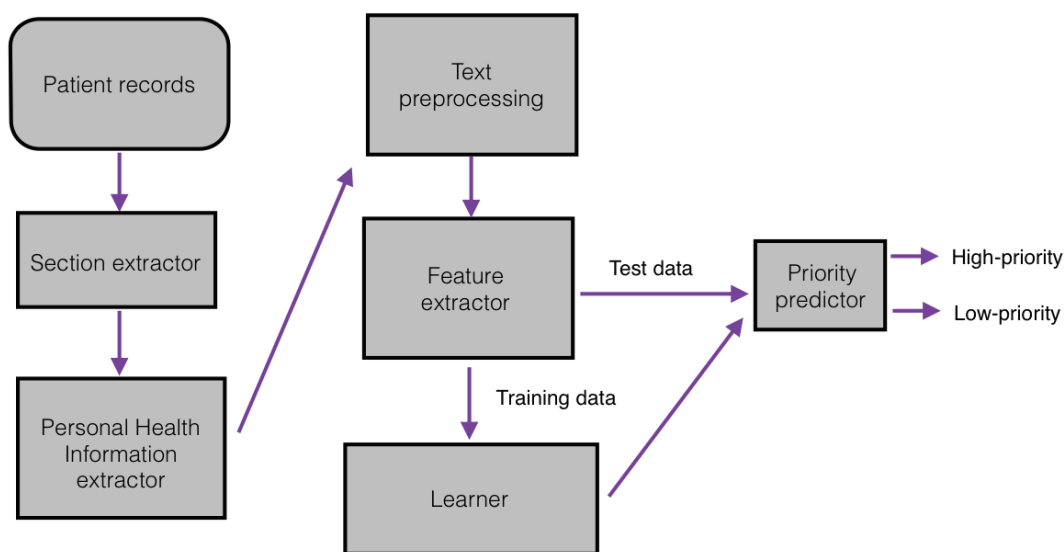 Patient records
Section extractor
Personal Health
Information
extractor
Text
preprocessing
Feature
extractor
Test data
Training data
Learner
Priority
predictor
High-priority
Low-priority